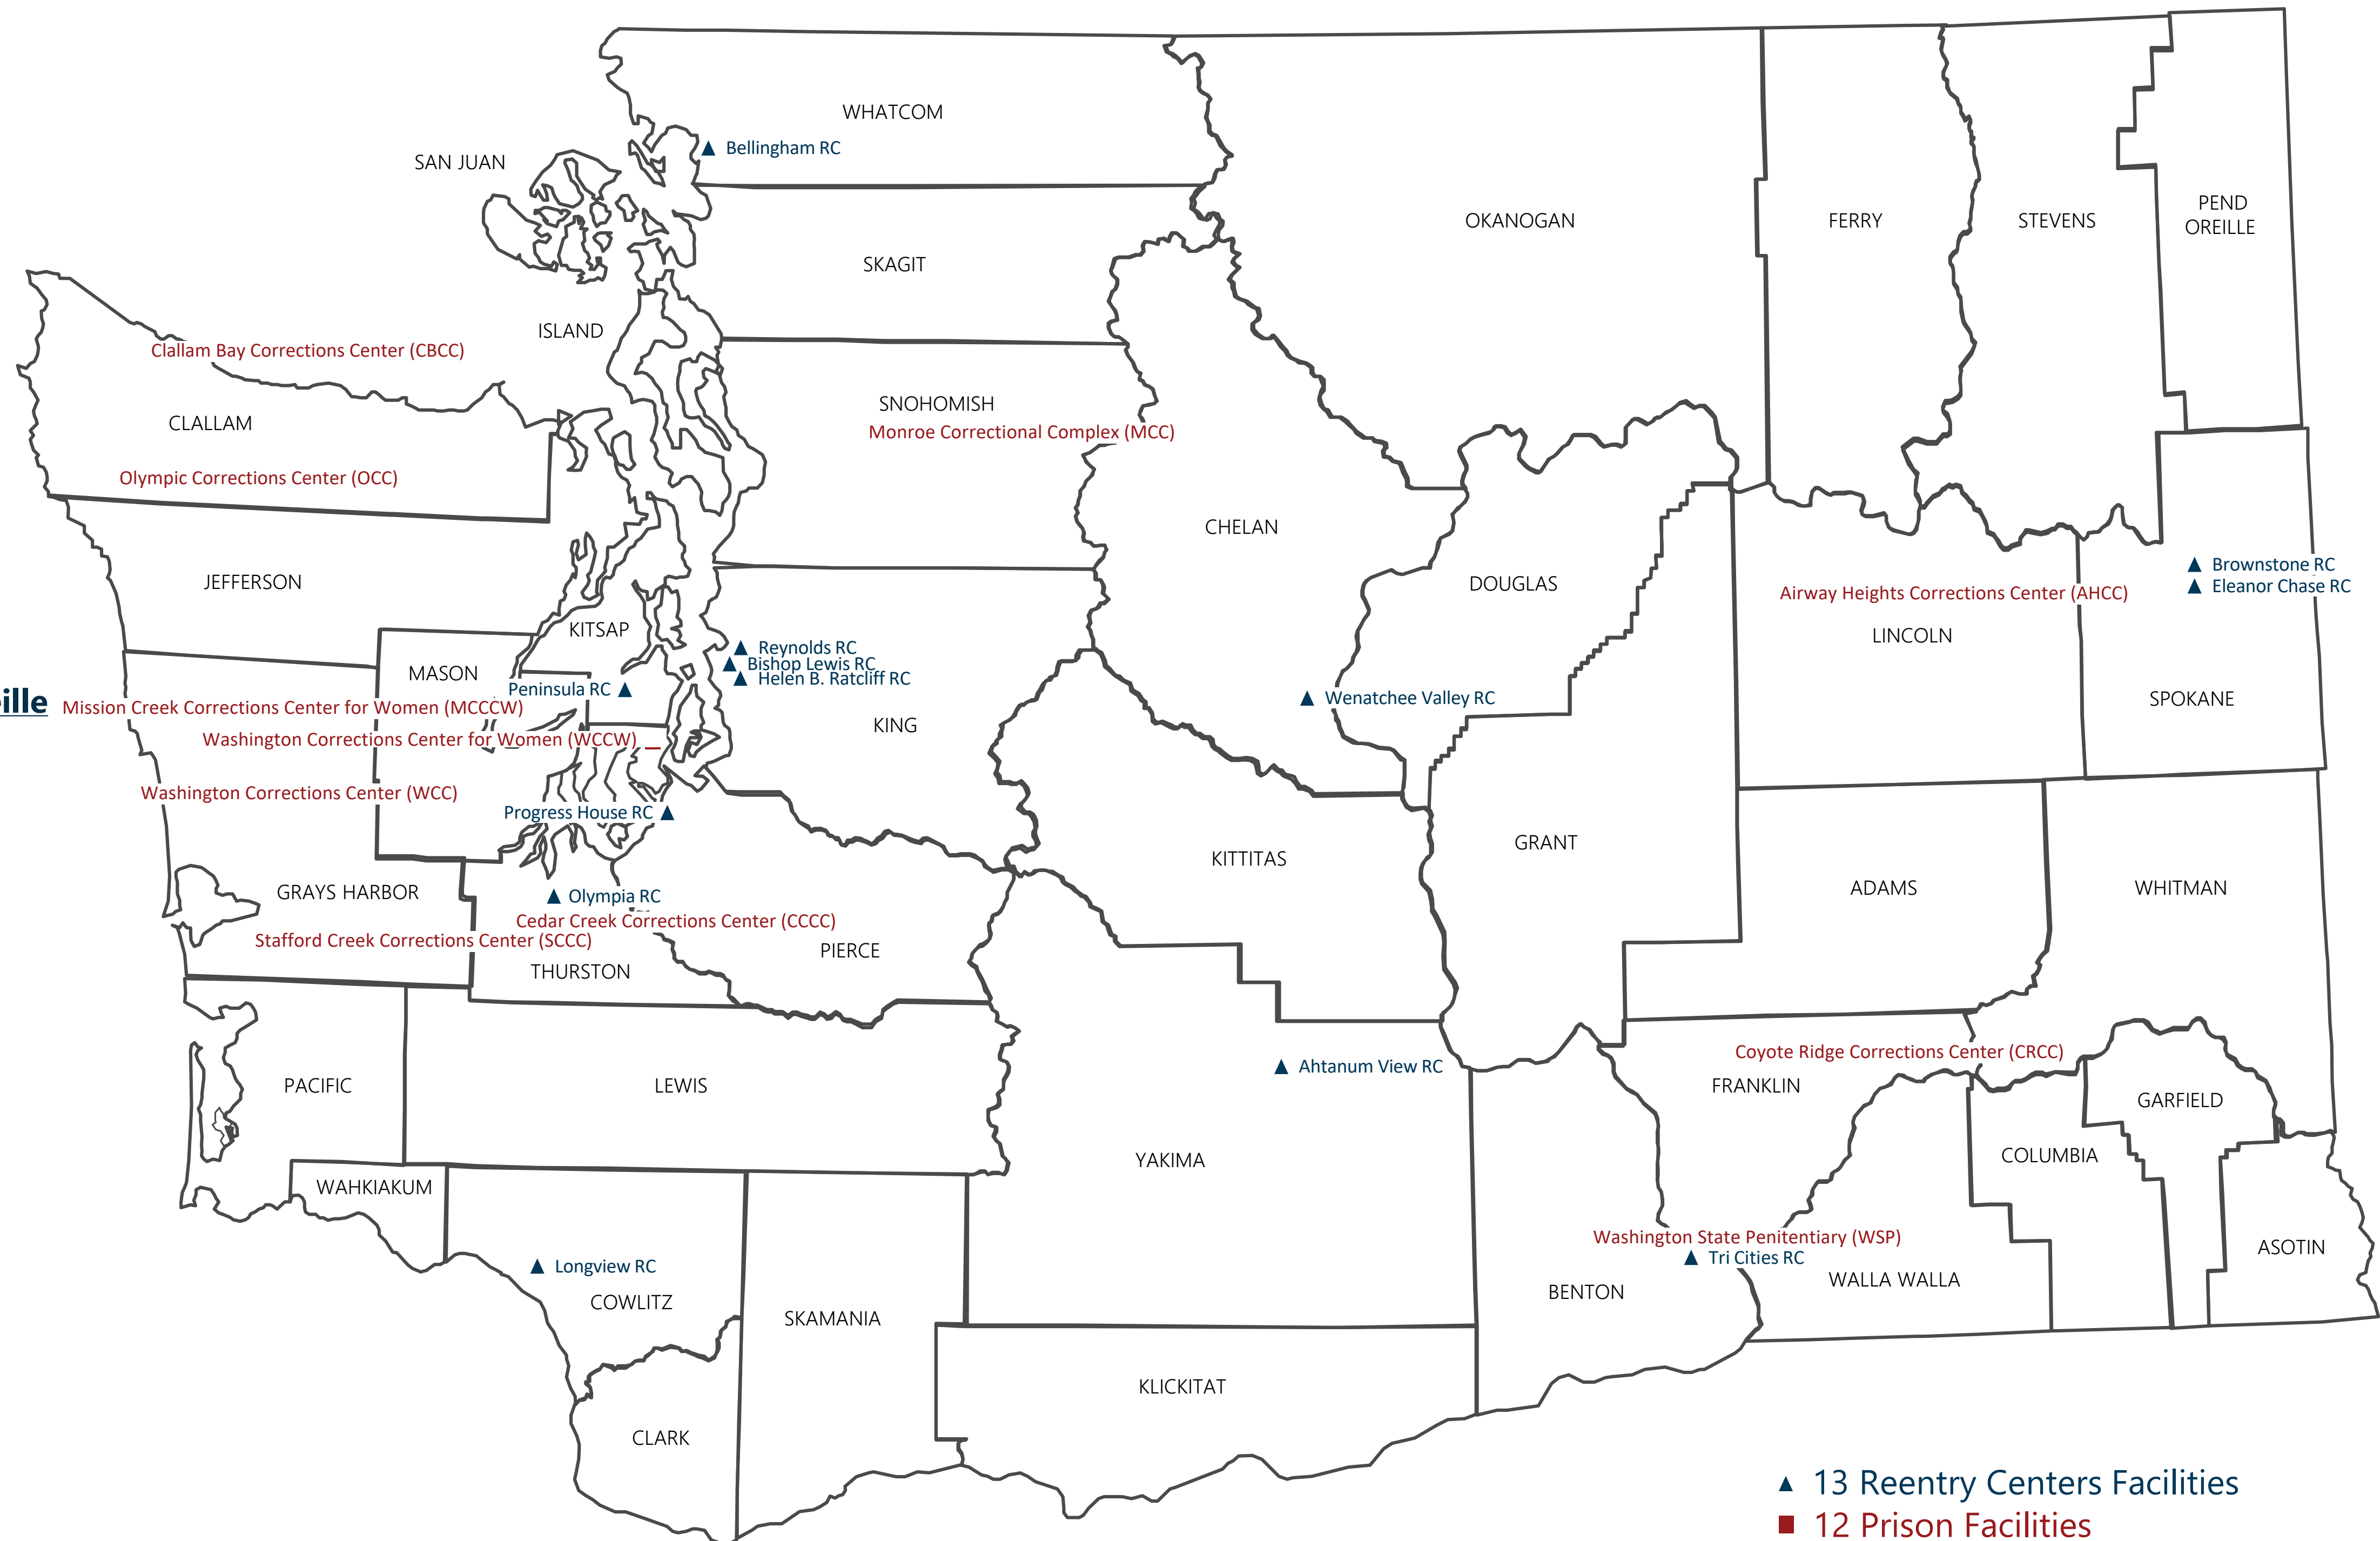 WHATCOM
Bellingham RC
SAN JUAN
OKANOGAN
FERRY
STEVENS
PEND
OREILLE
SKAGIT
ISLAND
Clallam Bay Corrections Center (CBCC)
SNOHOMISH
CLALLAM
Monroe Correctional Complex (MCC)
Olympic Corrections Center (OCC)
CHELAN
Brownstone RC
JEFFERSON
DOUGLAS
Eleanor Chase RC
Airway Heights Corrections Center (AHCC)
KITSAP
LINCOLN
Reynolds RC
Bishop Lewis RC
MASON
Helen B. Ratcliff RC
Peninsula RC
Wenatchee Valley RC
SPOKANE
ille
Mission Creek Corrections Center for Women (MCCCW)
KING
Washington Corrections Center for Women (WCCW)
Washington Corrections Center (WCC)
Progress House RC
GRANT
KITTITAS
ADAMS
WHITMAN
GRAYS HARBOR
Olympia RC
Cedar Creek Corrections Center (CCCC)
Stafford Creek Corrections Center (SCCC)
PIERCE
THURSTON
Coyote Ridge Corrections Center (CRCC)
Ahtanum View RC
PACIFIC
LEWIS
FRANKLIN
GARFIELD
COLUMBIA
YAKIMA
WAHKIAKUM
Washington State Penitentiary (WSP)
ASOTIN
Tri Cities RC
Longview RC
WALLA WALLA
BENTON
COWLITZ
SKAMANIA
KLICKITAT
CLARK
13 Reentry Centers Facilities
12 Prison Facilities